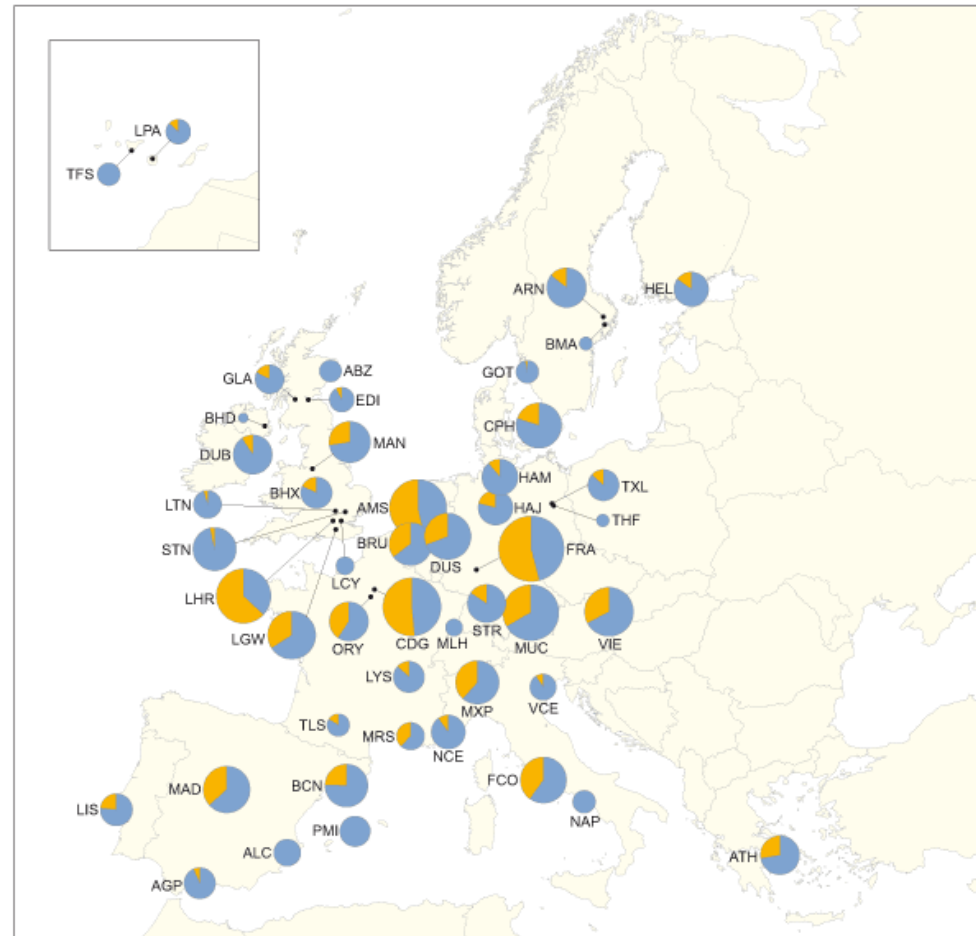 LPA
TFS
ARN
HEL
BMA
GLA
ABZ
GOT
EDI
BHD
CPH
MAN
DUB
HAM
TXL
BHX
LTN
AMS
HAJ
THF
BRU
FRA
STN
DUS
LCY
LHR
LGW
ORY
CDG
MLH
STR
MUC
VIE
LYS
MXP
VCE
TLS
MRS
NCE
FCO
MAD
BCN
LIS
NAP
PMI
ALC
ATH
AGP